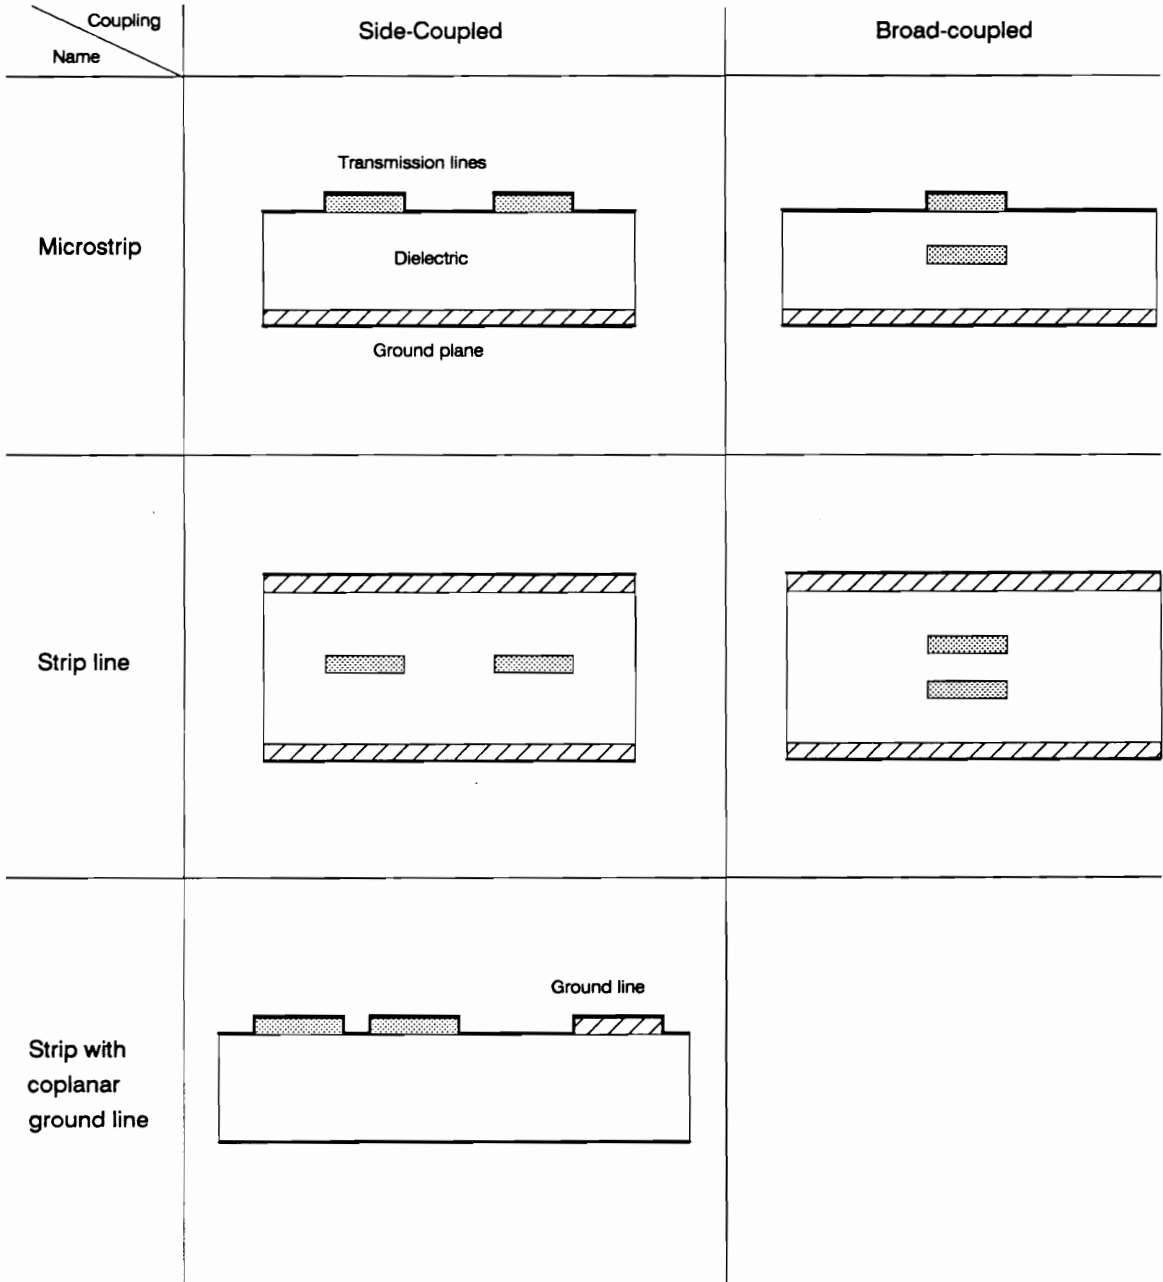 Coupling
Name
Side-Coupled
Broad-coupled
Microstrip
Transmission lines
Dielectric
Ground plane
Strip line
Strip with
coplanar
ground line
Ground line